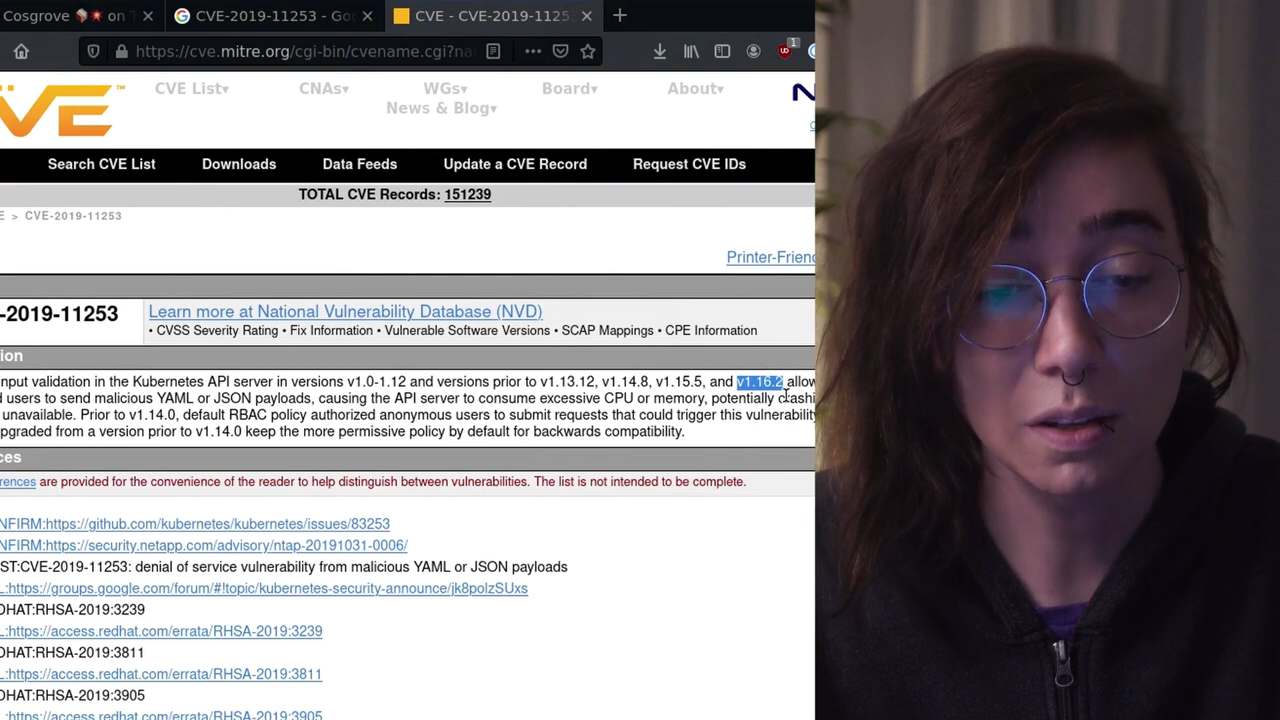 Cosgrove on T
CVE-2019-11253 - Goo
CVE - CVE-2019-1125
https://cve.mitre.org/cgi-bin/cvename.cgi?na
1
VE™
CVE List▾ CNAs▾ WGs▾ Board▾ About▾
News & Blog▾
N
Search CVE List Downloads Data Feeds Update a CVE Record Request CVE IDs
TOTAL CVE Records: 151239
E > CVE-2019-11253
Printer-Frien
-2019-11253
Learn more at National Vulnerability Database (NVD)
• CVSS Severity Rating • Fix Information • Vulnerable Software Versions • SCAP Mappings • CPE Information
ion
nput validation in the Kubernetes API server in versions v1.0-1.12 and versions prior to v1.13.12, v1.14.8, v1.15.5, and v1.16.2 allow
d users to send malicious YAML or JSON payloads, causing the API server to consume excessive CPU or memory, potentially crashi
unavailable. Prior to v1.14.0, default RBAC policy authorized anonymous users to submit requests that could trigger this vulnerability
pgraded from a version prior to v1.14.0 keep the more permissive policy by default for backwards compatibility.
ces
rences are provided for the convenience of the reader to help distinguish between vulnerabilities. The list is not intended to be complete.
NFIRM:https://github.com/kubernetes/kubernetes/issues/83253
NFIRM:https://security.netapp.com/advisory/ntap-20191031-0006/
ST:CVE-2019-11253: denial of service vulnerability from malicious YAML or JSON payloads
L:https://groups.google.com/forum/#!topic/kubernetes-security-announce/jk8polzSUxs
DHAT:RHSA-2019:3239
L:https://access.redhat.com/errata/RHSA-2019:3239
DHAT:RHSA-2019:3811
L:https://access.redhat.com/errata/RHSA-2019:3811
DHAT:RHSA-2019:3905
L:https://access.redhat.com/errata/RHSA-2019:3905